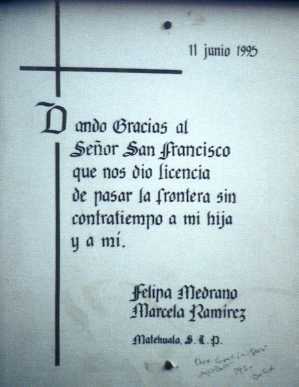 11 junio 1995
Dando Gracias al
Señor San Francisco
que nos dio licencia
de pasar la frontera sin
contratiempo a mi hija
y a mí.
Felipa Medrano
Marcela Ramírez
Matehuala, S.L.P.